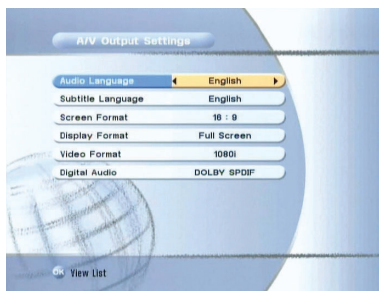 A/V Output Settings
Audio Language English
Subtitle Language English
Screen Format 16 : 9
Display Format Full Screen
Video Format 1080i
Digital Audio DOLBY SPDIF
OK View List